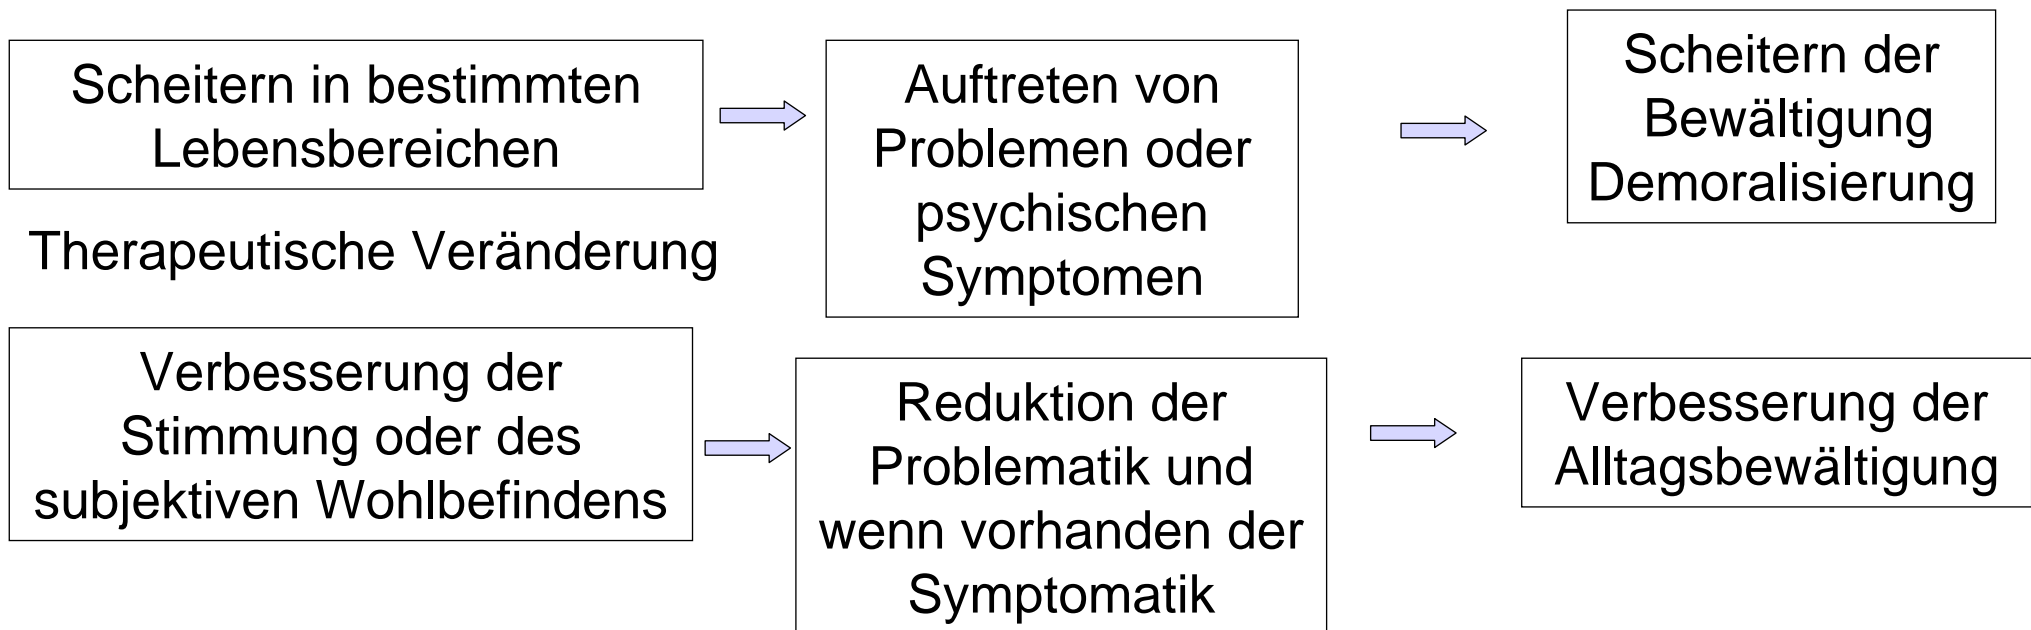 Scheitern in bestimmten
Lebensbereichen
Auftreten von
Problemen oder
psychischen
Symptomen
Scheitern der
Bewältigung
Demoralisierung
Therapeutische Veränderung
Verbesserung der
Stimmung oder des
subjektiven Wohlbefindens
Reduktion der
Problematik und
wenn vorhanden der
Symptomatik
Verbesserung der
Alltagsbewältigung